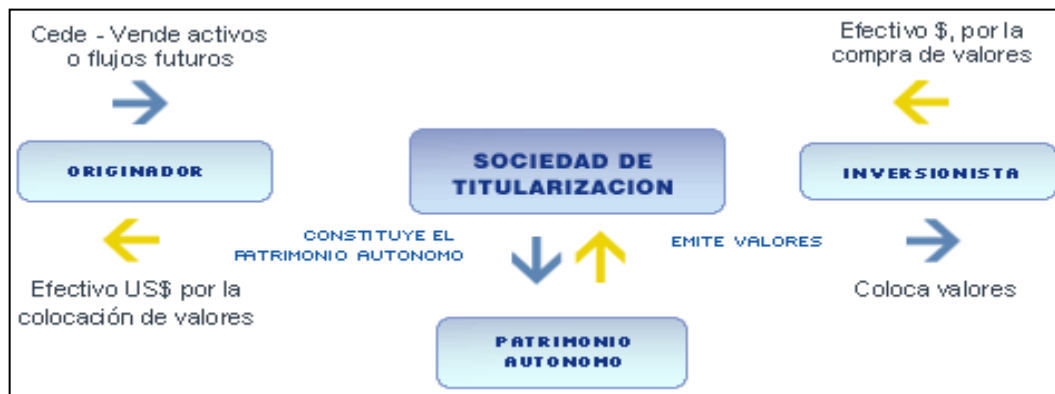 Cede - Vende activos
o flujos futuros
Efectivo $, por la
compra de valores
ORIGINADOR
SOCIEDAD DE
TITULARIZACION
INVERSIONISTA
CONSTITUYE EL
PATRIMONIO AUTONOMO
EMITE VALORES
Efectivo US$ por la
colocación de valores
Coloca valores
PATRIMONIO
AUTONOMO